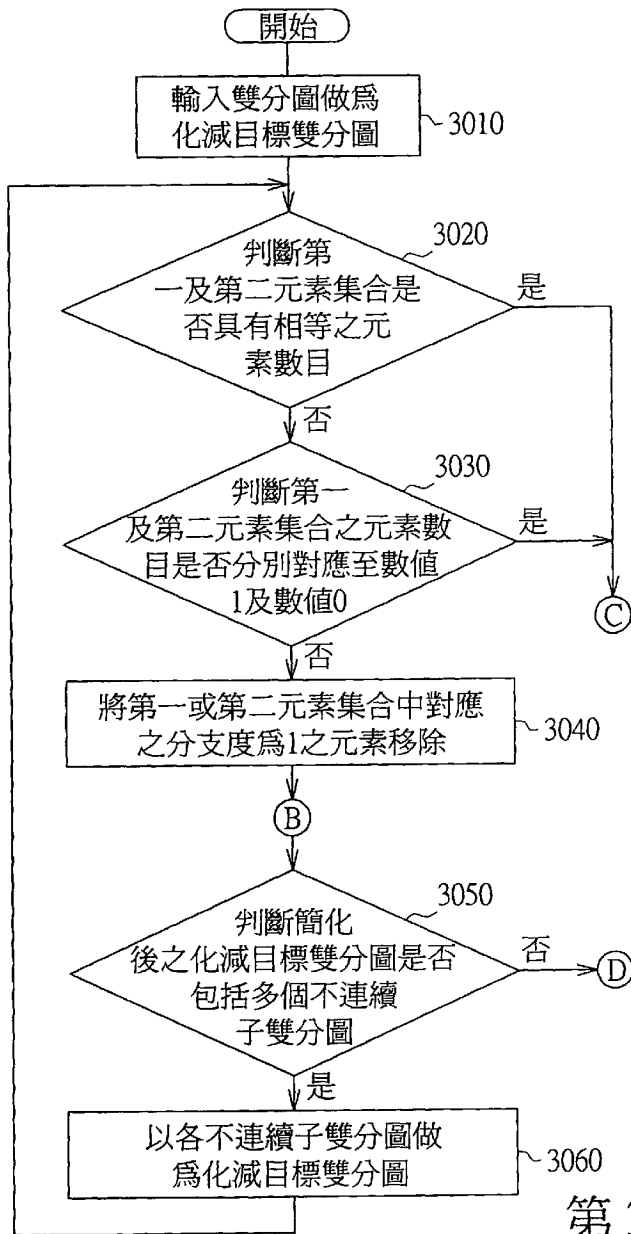 開始
輸入雙分圖做爲
化減目標雙分圖
3010
3020
判斷第
一及第二元素集合是
否具有相等之元
素數目
是
否
3030
判斷第一
及第二元素集合之元素數
目是否分別對應至數值
1及數值0
是
C
否
將第一或第二元素集合中對應
之分支度爲1之元素移除
3040
B
3050
判斷簡化
後之化減目標雙分圖是否
包括多個不連續
子雙分圖
否
D
是
以各不連續子雙分圖做
爲化減目標雙分圖
3060
第